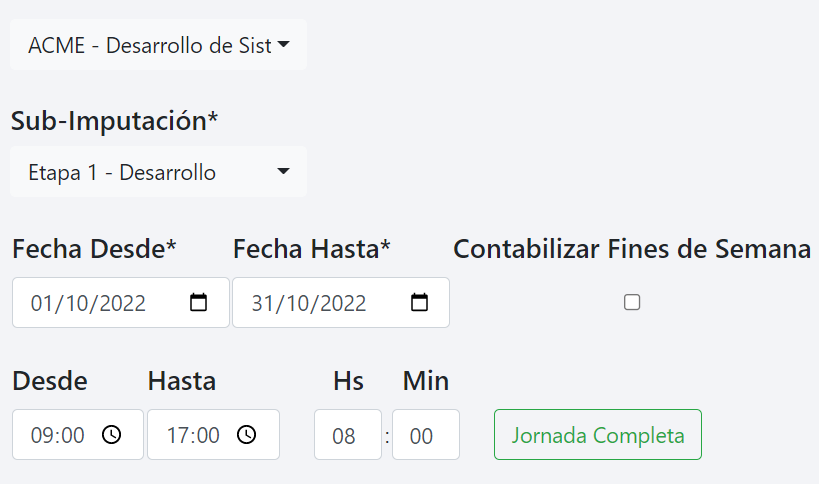 ACME - Desarrollo de Sist
Sub-Imputación*
Etapa 1 - Desarrollo
Fecha Desde* Fecha Hasta* Contabilizar Fines de Semana
01/10/2022 31/10/2022
Desde Hasta Hs Min
09:00 17:00 08 : 00 Jornada Completa